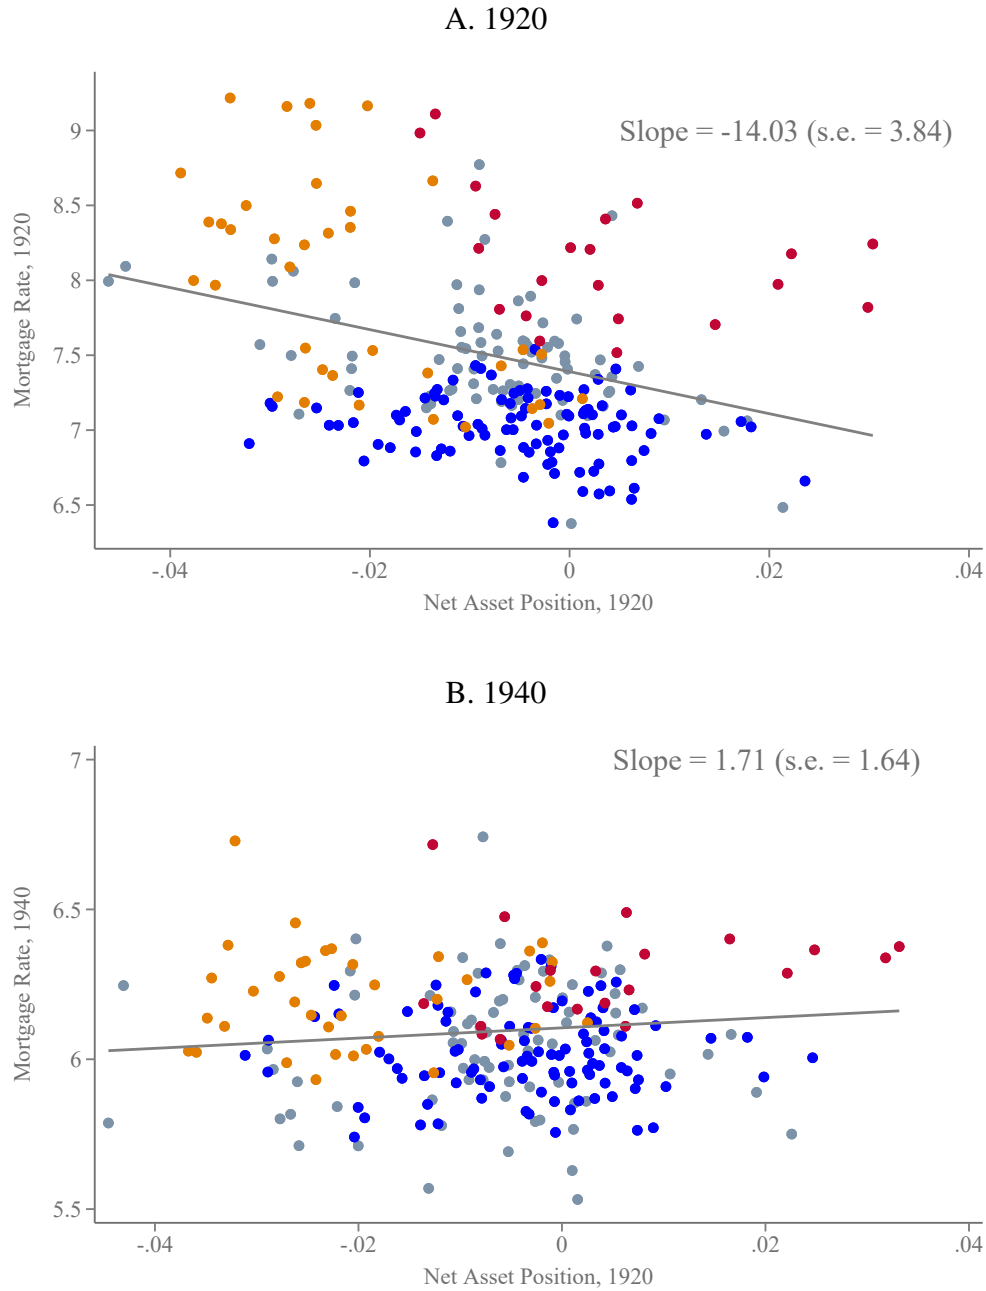 A. 1920
Slope = -14.03 (s.e. = 3.84)
Mortgage Rate, 1920
9
8.5
8
7.5
7
6.5
-.04
-.02
0
.02
.04
Net Asset Position, 1920
B. 1940
Slope = 1.71 (s.e. = 1.64)
Mortgage Rate, 1940
7
6.5
6
5.5
-.04
-.02
0
.02
.04
Net Asset Position, 1920